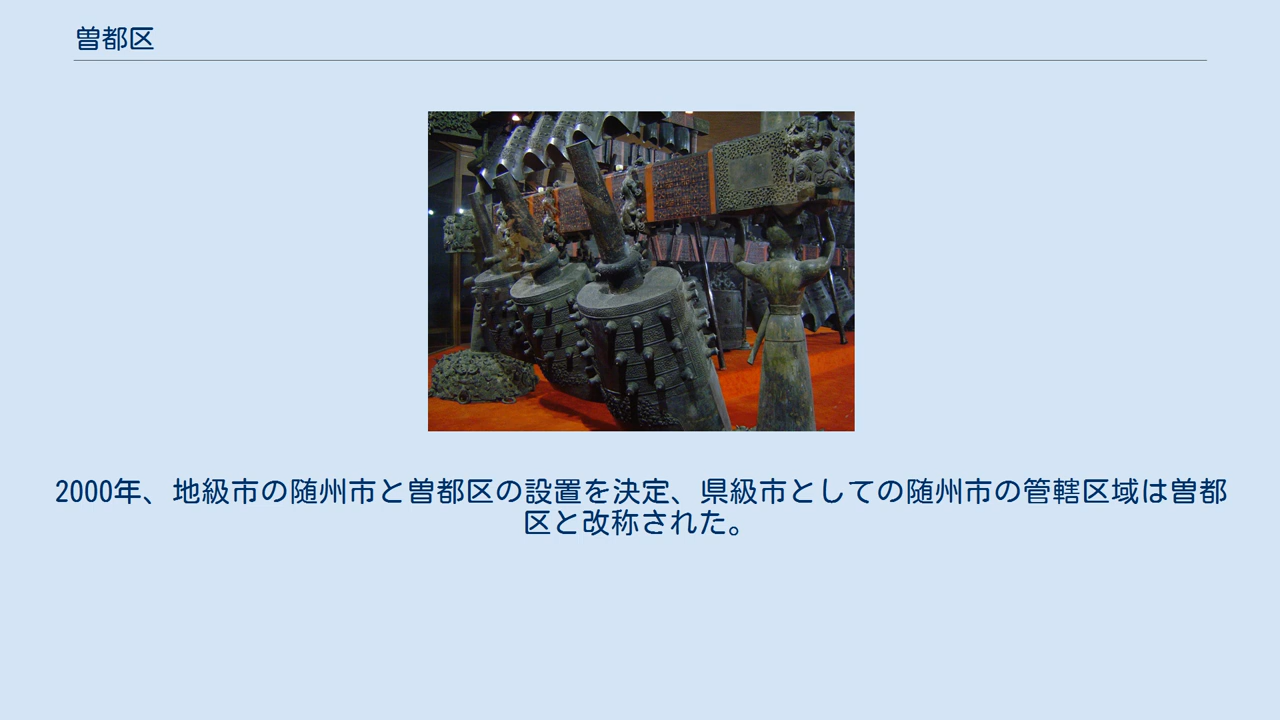 曽都区
2000年、地級市の随州市と曽都区の設置を決定、県級市としての随州市の管轄区域は曽都
区と改称された。